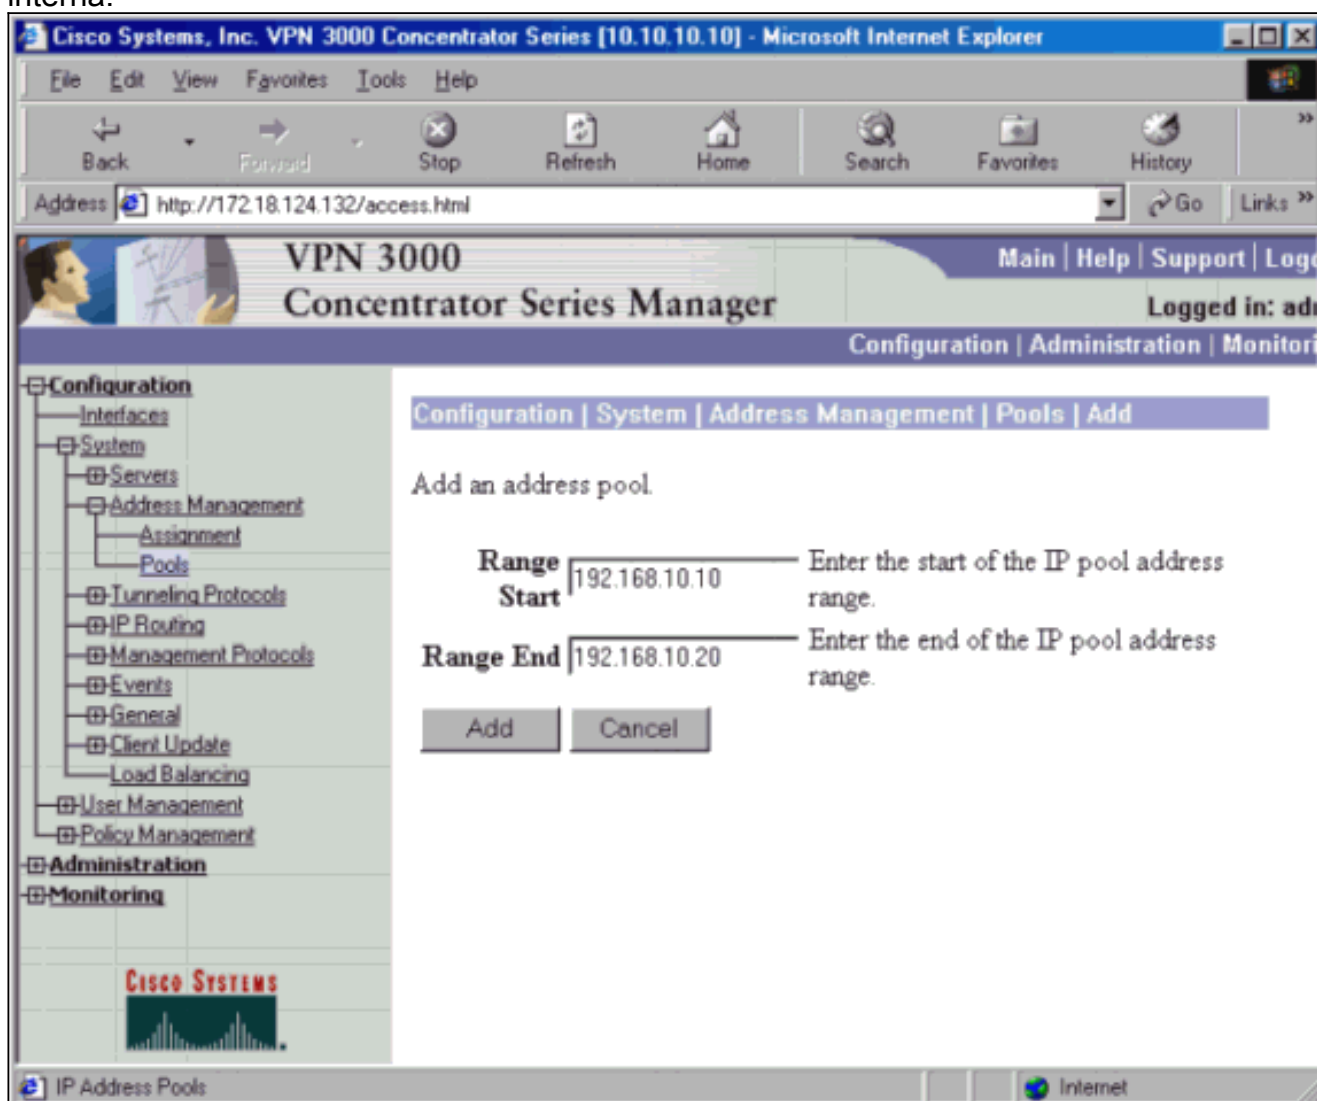 interna.
Cisco Systems, Inc. VPN 3000 Concentrator Series [10.10.10.10] - Microsoft Internet Explorer
File Edit View Favorites Tools Help
Back Forward Stop Refresh Home Search Favorites History »
Address http://172.18.124.132/access.html Go Links »
VPN 3000
Concentrator Series Manager
Main | Help | Support | Logo
Logged in: adm
Configuration | Administration | Monitori
Configuration
Interfaces
System
Servers
Address Management
Assignment
Pools
Tunneling Protocols
IP Routing
Management Protocols
Events
General
Client Update
Load Balancing
User Management
Policy Management
Administration
Monitoring
CISCO SYSTEMS
Configuration | System | Address Management | Pools | Add
Add an address pool.
Range Start 192.168.10.10 Enter the start of the IP pool address range.
Range End 192.168.10.20 Enter the end of the IP pool address range.
Add Cancel
IP Address Pools Internet